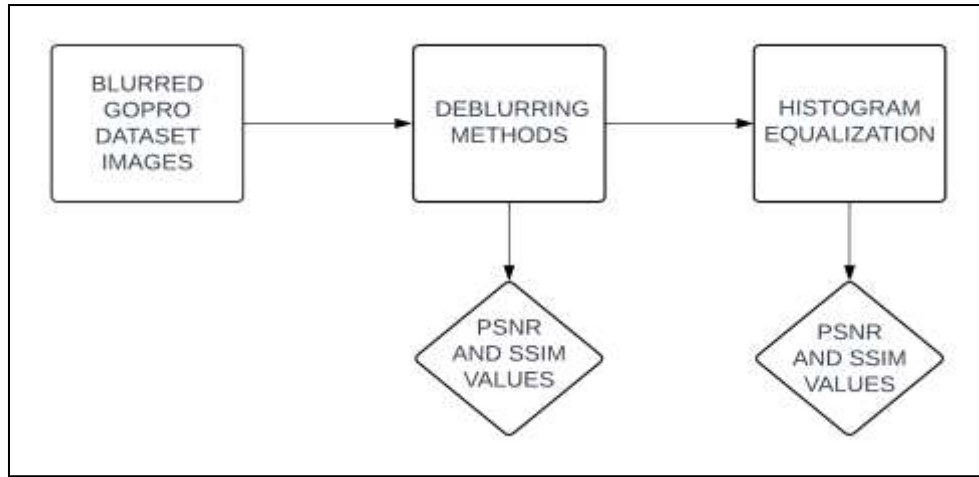 BLURRED
GOPRO
DATASET
IMAGES
DEBLURRING
METHODS
HISTOGRAM
EQUALIZATION
PSNR
AND SSIM
VALUES
PSNR
AND SSIM
VALUES